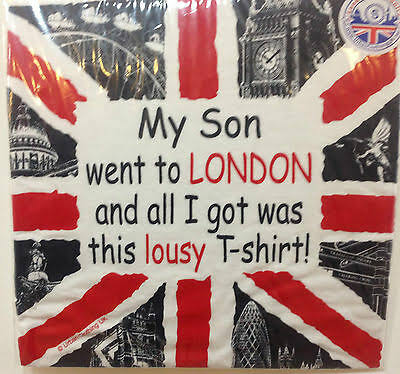 My Son
went to LONDON
and all I got was
this lousy T-shirt!